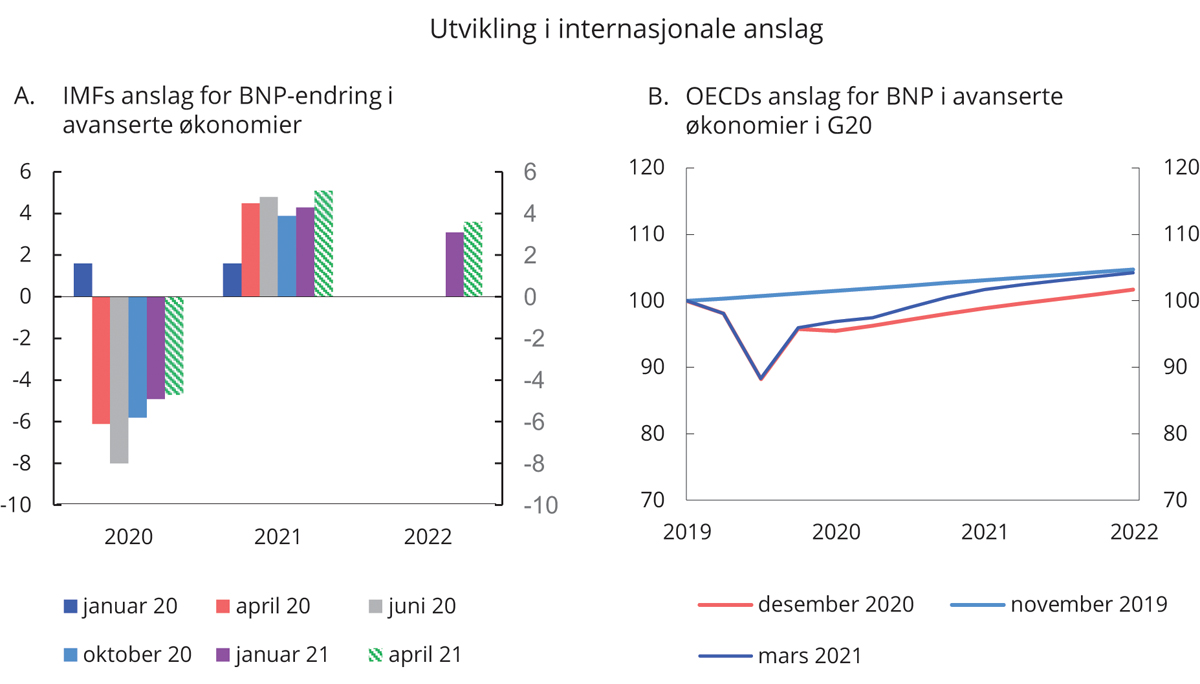 Utvikling i internasjonale anslag
A. IMFs anslag for BNP-endring i
avanserte økonomier
6 6
4 4
2 2
0 0
-2 -2
-4 -4
-6 -6
-8 -8
-10 -10
2020 2021 2022
januar 20 april 20 juni 20
oktober 20 januar 21 april 21
B. OECDs anslag for BNP i avanserte
økonomier i G20
120 120
110 110
100 100
90 90
80 80
70 70
2019 2020 2021 2022
desember 2020 november 2019
mars 2021